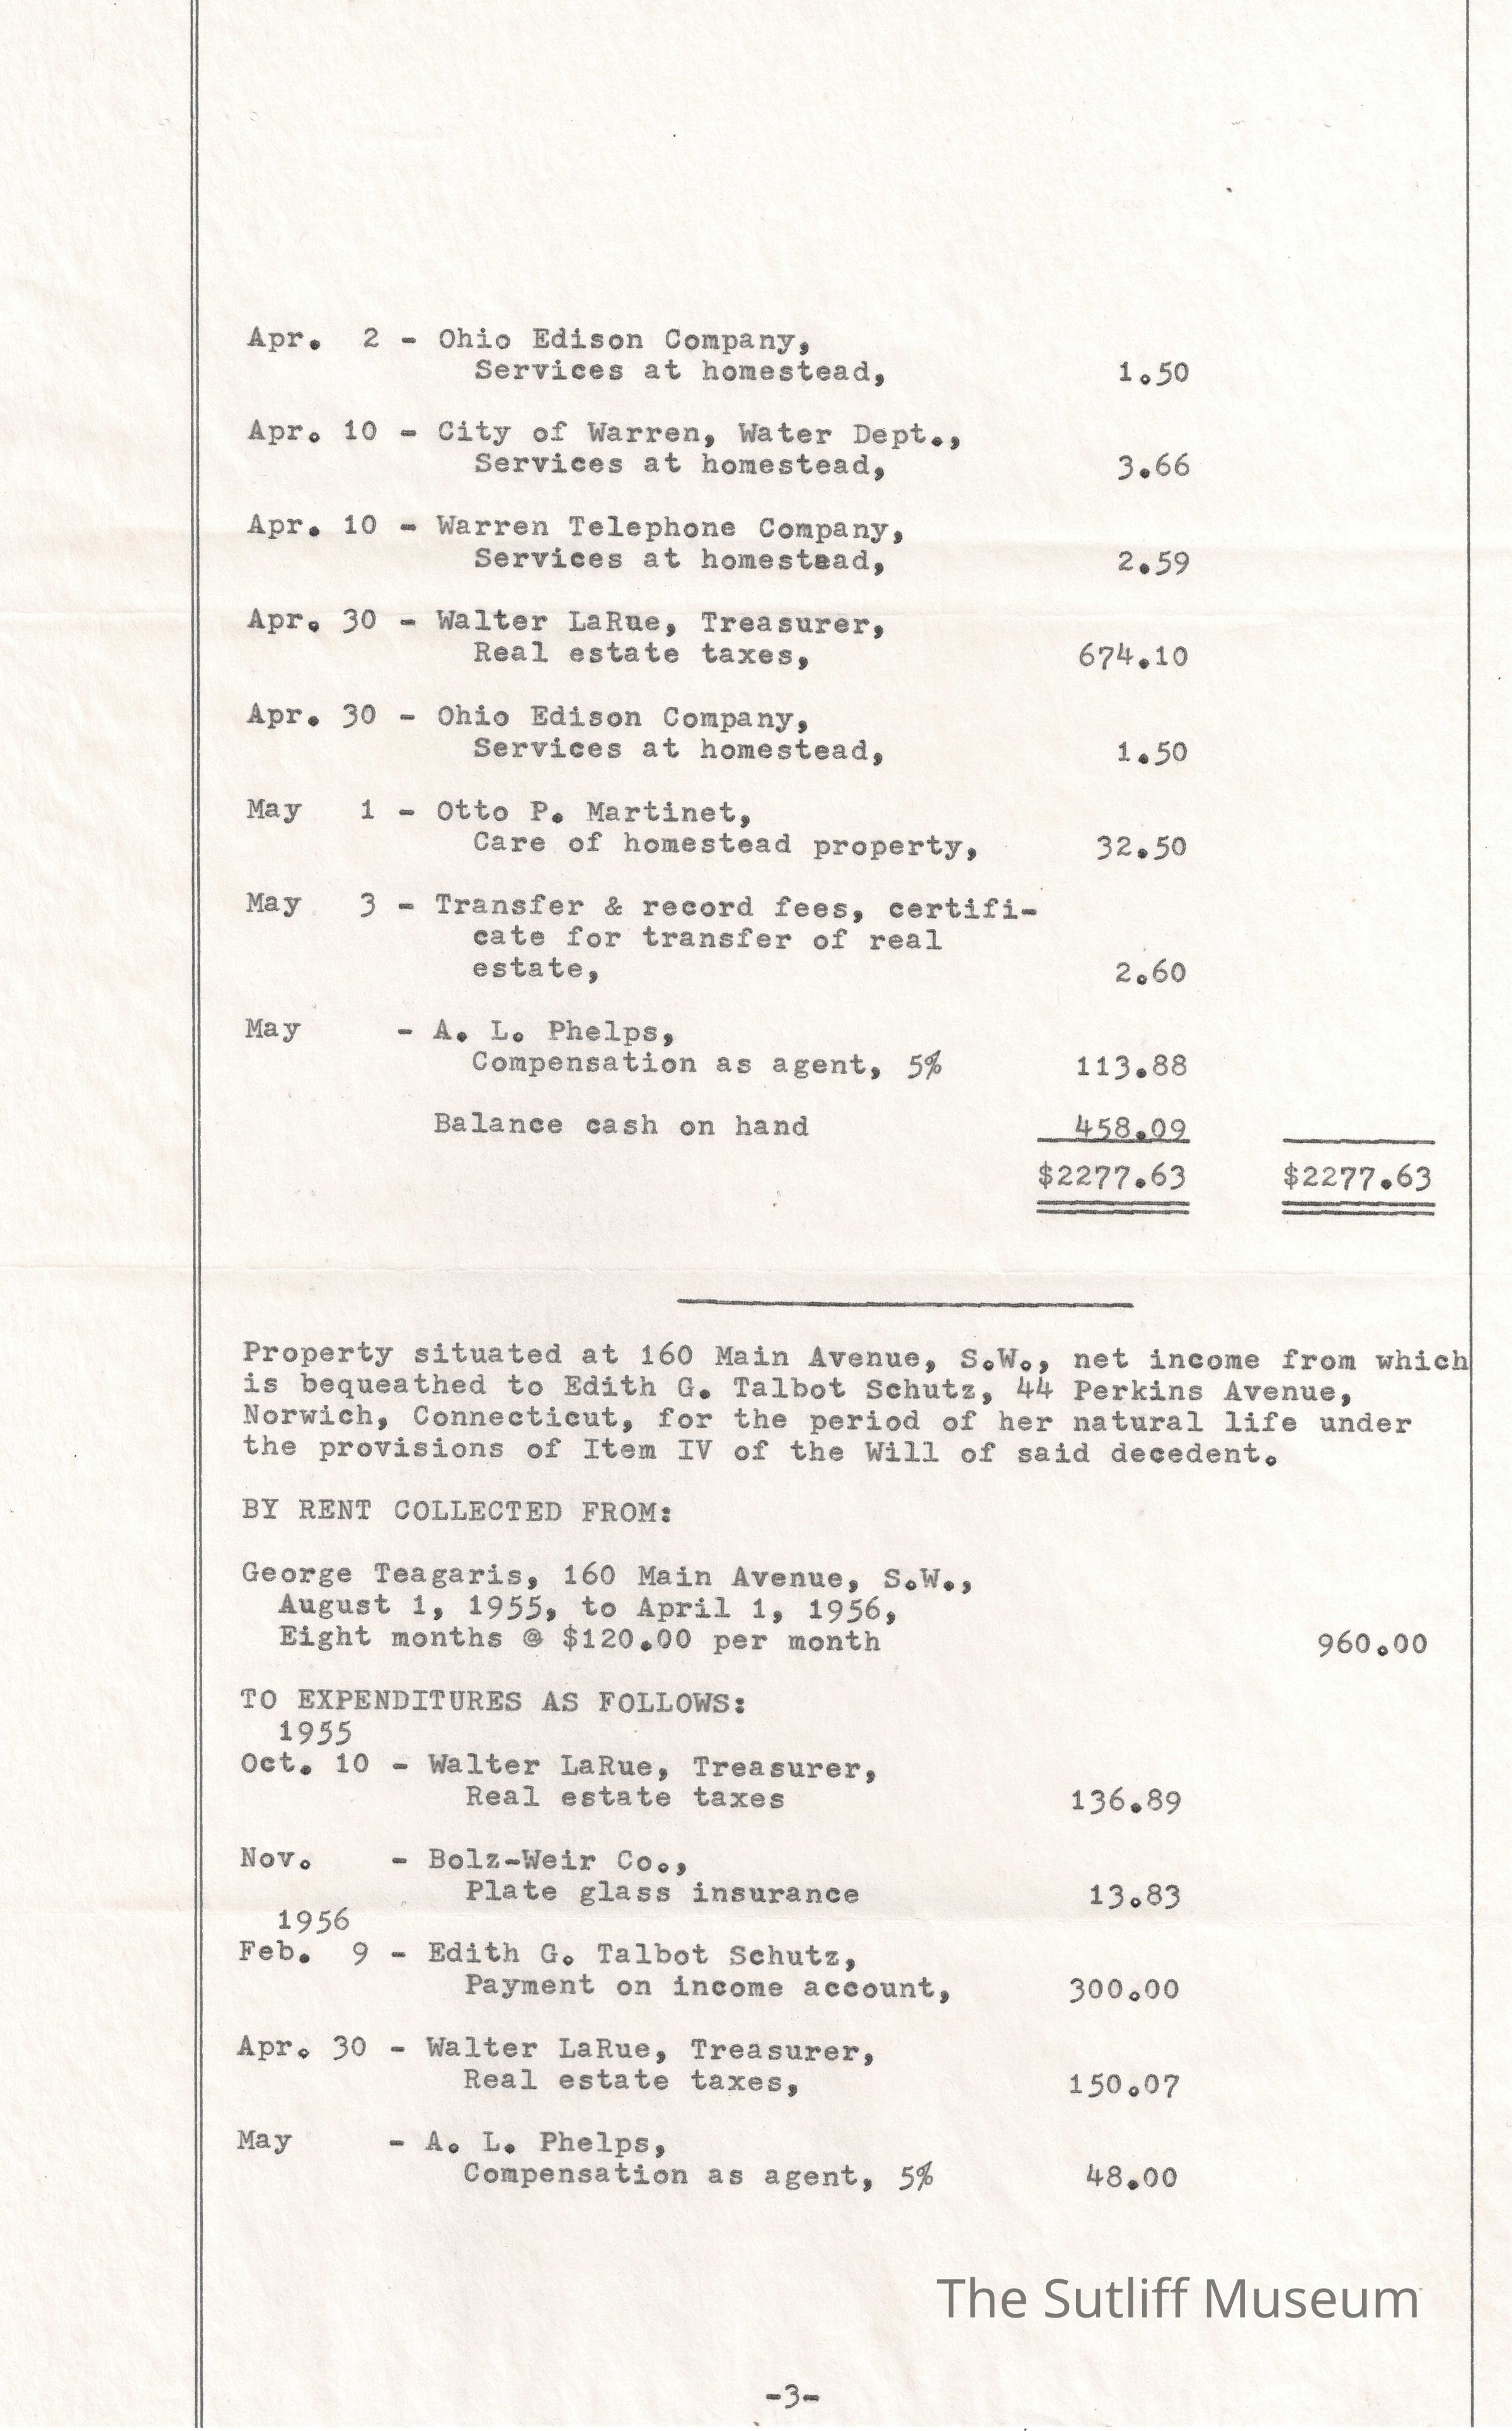 Apr. 2 - Ohio Edison Company,
Services at homestead, 1.50
Apr. 10 - City of Warren, Water Dept.,
Services at homestead, 3.66
Apr. 10 - Warren Telephone Company,
Services at homestead, 2.59
Apr. 30 - Walter LaRue, Treasurer,
Real estate taxes, 674.10
Apr. 30 - Ohio Edison Company,
Services at homestead, 1.50
May 1 - Otto P. Martinet,
Care of homestead property, 32.50
May 3 - Transfer & record fees, certifi-
cate for transfer of real
estate, 2.60
May - A. L. Phelps,
Compensation as agent, 5% 113.88
Balance cash on hand 458.09
$2277.63 $2277.63
Property situated at 160 Main Avenue, S.W., net income from which
is bequeathed to Edith G. Talbot Schutz, 44 Perkins Avenue,
Norwich, Connecticut, for the period of her natural life under
the provisions of Item IV of the Will of said decedent.
BY RENT COLLECTED FROM:
George Teagaris, 160 Main Avenue, S.W.,
August 1, 1955, to April 1, 1956,
Eight months @ $120.00 per month 960.00
TO EXPENDITURES AS FOLLOWS:
1955
Oct. 10 - Walter LaRue, Treasurer,
Real estate taxes 136.89
Nov. - Bolz-Weir Co.,
Plate glass insurance 13.83
1956
Feb. 9 - Edith G. Talbot Schutz,
Payment on income account, 300.00
Apr. 30 - Walter LaRue, Treasurer,
Real estate taxes, 150.07
May - A. L. Phelps,
Compensation as agent, 5% 48.00
The Sutliff Museum
-3-